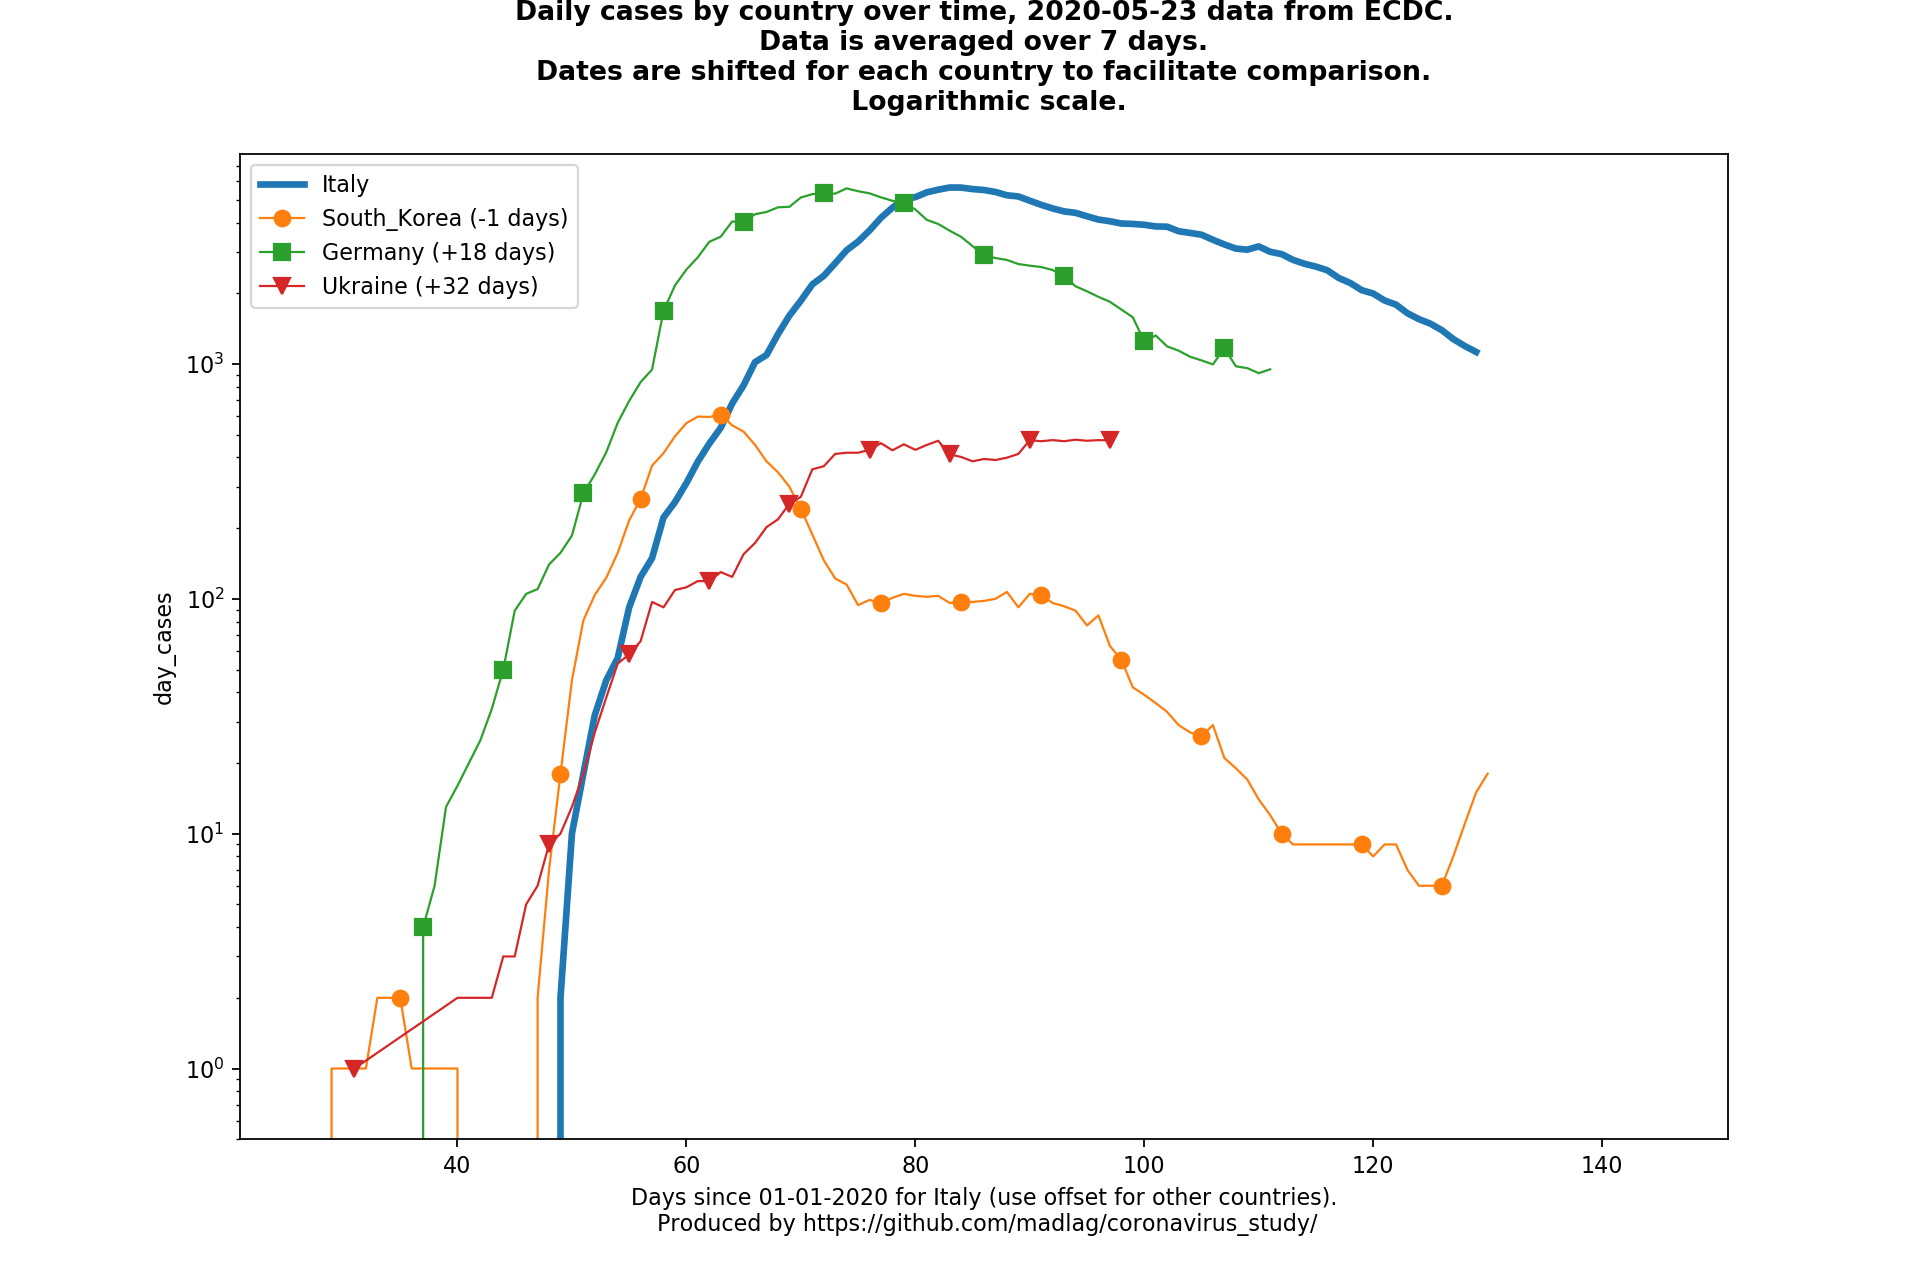 Daily cases by country over time, 2020-05-23 data from ECDC.
Data is averaged over 7 days.
Dates are shifted for each country to facilitate comparison.
Logarithmic scale.
Italy
South_Korea (-1 days)
Germany (+18 days)
Ukraine (+32 days)
10³
10²
10¹
10⁰
day_cases
40 60 80 100 120 140
Days since 01-01-2020 for Italy (use offset for other countries).
Produced by https://github.com/madlag/coronavirus_study/